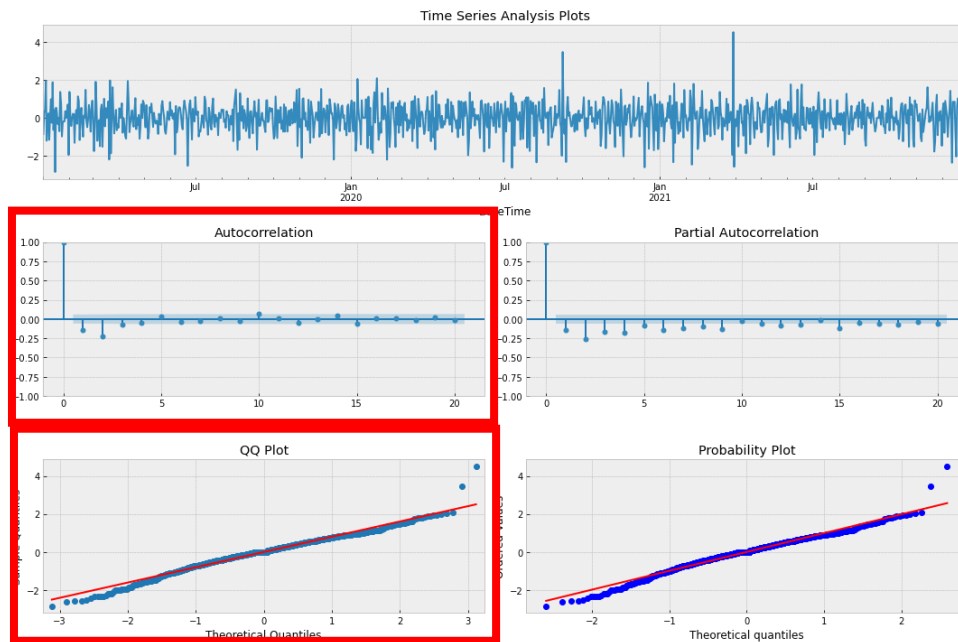 Time Series Analysis Plots
4
2
0
−2
Jul
Jan
2020
Jul
Jan
2021
Jul
Autocorrelation
1.00
0.75
0.50
0.25
0.00
−0.25
−0.50
−0.75
−1.00
0 5 10 15 20
Partial Autocorrelation
1.00
0.75
0.50
0.25
0.00
−0.25
−0.50
−0.75
−1.00
0 5 10 15 20
QQ Plot
4
2
0
−2
−3 −2 −1 0 1 2 3
Theoretical Quantiles
Probability Plot
4
2
0
−2
−2 −1 0 1 2
Theoretical quantiles